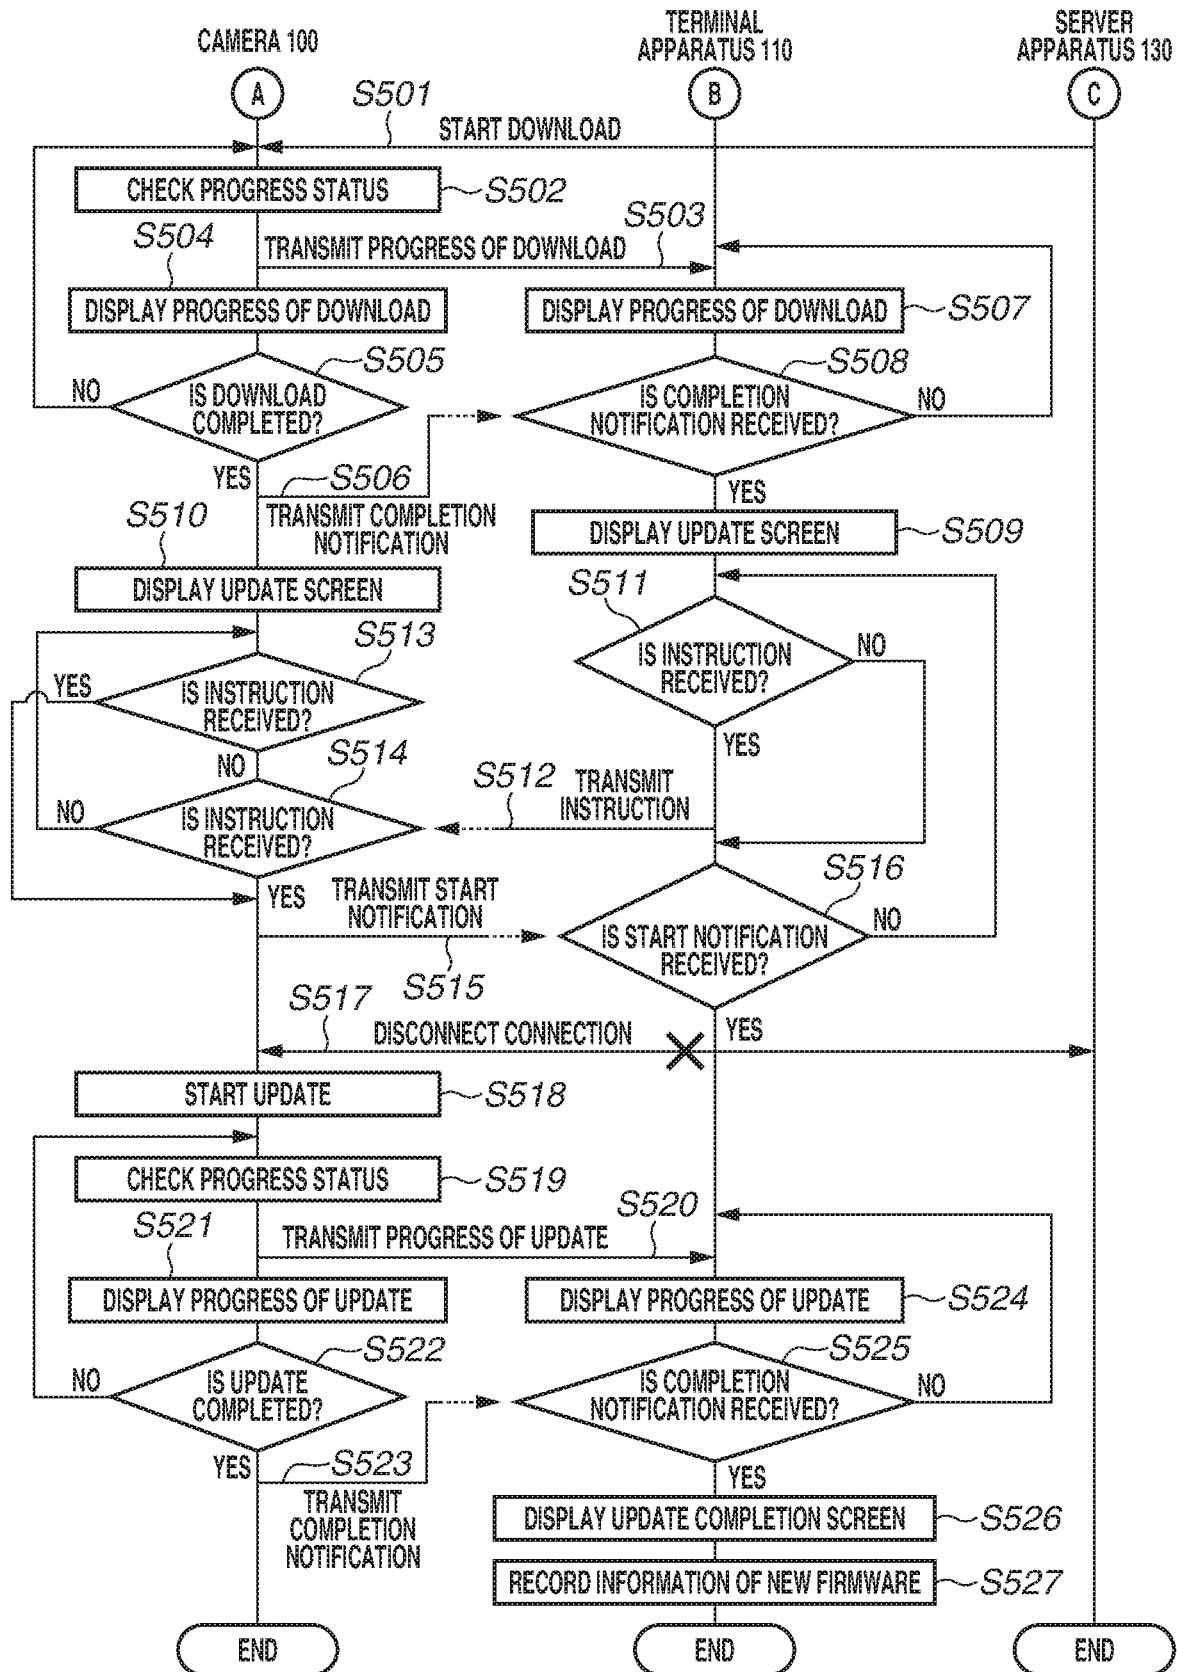 CAMERA 100
TERMINAL
APPARATUS 110
SERVER
APPARATUS 130
A
B
C
S501
START DOWNLOAD
CHECK PROGRESS STATUS
S502
S503
S504
TRANSMIT PROGRESS OF DOWNLOAD
DISPLAY PROGRESS OF DOWNLOAD
DISPLAY PROGRESS OF DOWNLOAD
S507
S505
S508
NO
IS DOWNLOAD
COMPLETED?
IS COMPLETION
NOTIFICATION RECEIVED?
NO
YES
S506
YES
S510
TRANSMIT COMPLETION
NOTIFICATION
DISPLAY UPDATE SCREEN
S509
DISPLAY UPDATE SCREEN
S511
S513
YES
IS INSTRUCTION
RECEIVED?
IS INSTRUCTION
RECEIVED?
NO
NO
S514
YES
S512
TRANSMIT
INSTRUCTION
NO
IS INSTRUCTION
RECEIVED?
YES
TRANSMIT START
NOTIFICATION
S516
NO
IS START NOTIFICATION
RECEIVED?
S515
S517
DISCONNECT CONNECTION
YES
START UPDATE
S518
CHECK PROGRESS STATUS
S519
S520
S521
TRANSMIT PROGRESS OF UPDATE
DISPLAY PROGRESS OF UPDATE
DISPLAY PROGRESS OF UPDATE
S524
S522
S525
NO
IS UPDATE
COMPLETED?
IS COMPLETION
NOTIFICATION RECEIVED?
NO
YES
S523
YES
TRANSMIT
COMPLETION
NOTIFICATION
DISPLAY UPDATE COMPLETION SCREEN
S526
RECORD INFORMATION OF NEW FIRMWARE
S527
END
END
END